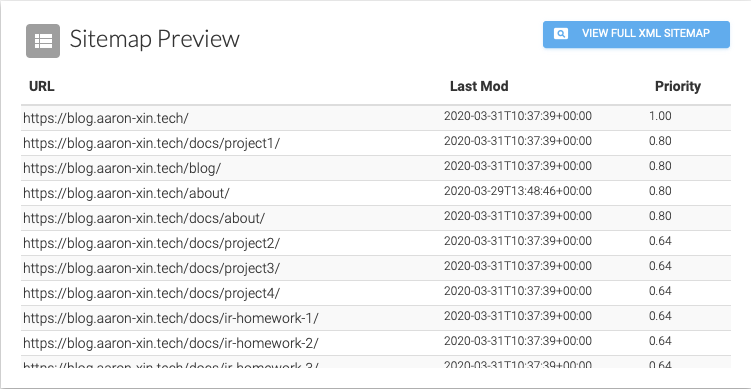 Sitemap Preview
VIEW FULL XML SITEMAP
URL Last Mod Priority
https://blog.aaron-xin.tech/ 2020-03-31T10:37:39+00:00 1.00
https://blog.aaron-xin.tech/docs/project1/ 2020-03-31T10:37:39+00:00 0.80
https://blog.aaron-xin.tech/blog/ 2020-03-31T10:37:39+00:00 0.80
https://blog.aaron-xin.tech/about/ 2020-03-29T13:48:46+00:00 0.80
https://blog.aaron-xin.tech/docs/about/ 2020-03-31T10:37:39+00:00 0.80
https://blog.aaron-xin.tech/docs/project2/ 2020-03-31T10:37:39+00:00 0.64
https://blog.aaron-xin.tech/docs/project3/ 2020-03-31T10:37:39+00:00 0.64
https://blog.aaron-xin.tech/docs/project4/ 2020-03-31T10:37:39+00:00 0.64
https://blog.aaron-xin.tech/docs/ir-homework-1/ 2020-03-31T10:37:39+00:00 0.64
https://blog.aaron-xin.tech/docs/ir-homework-2/ 2020-03-31T10:37:39+00:00 0.64
https://blog.aaron-xin.tech/docs/ir-homework-3/ 2020-03-31T10:37:39+00:00 0.64